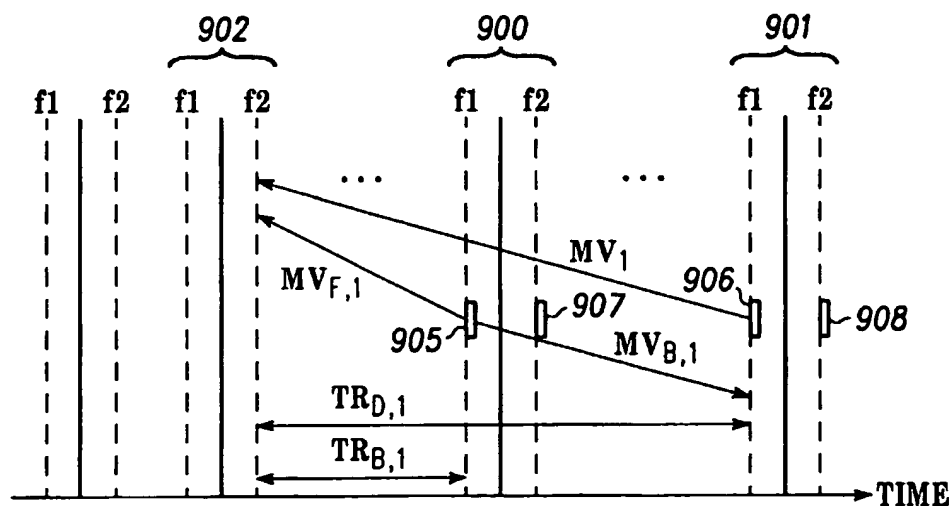 902 900 901
f1 f2 f1 f2 f1 f2 f1 f2
... ...
MV1
MVF,1
905 907 906 908
MVB,1
TRD,1
TRB,1
TIME